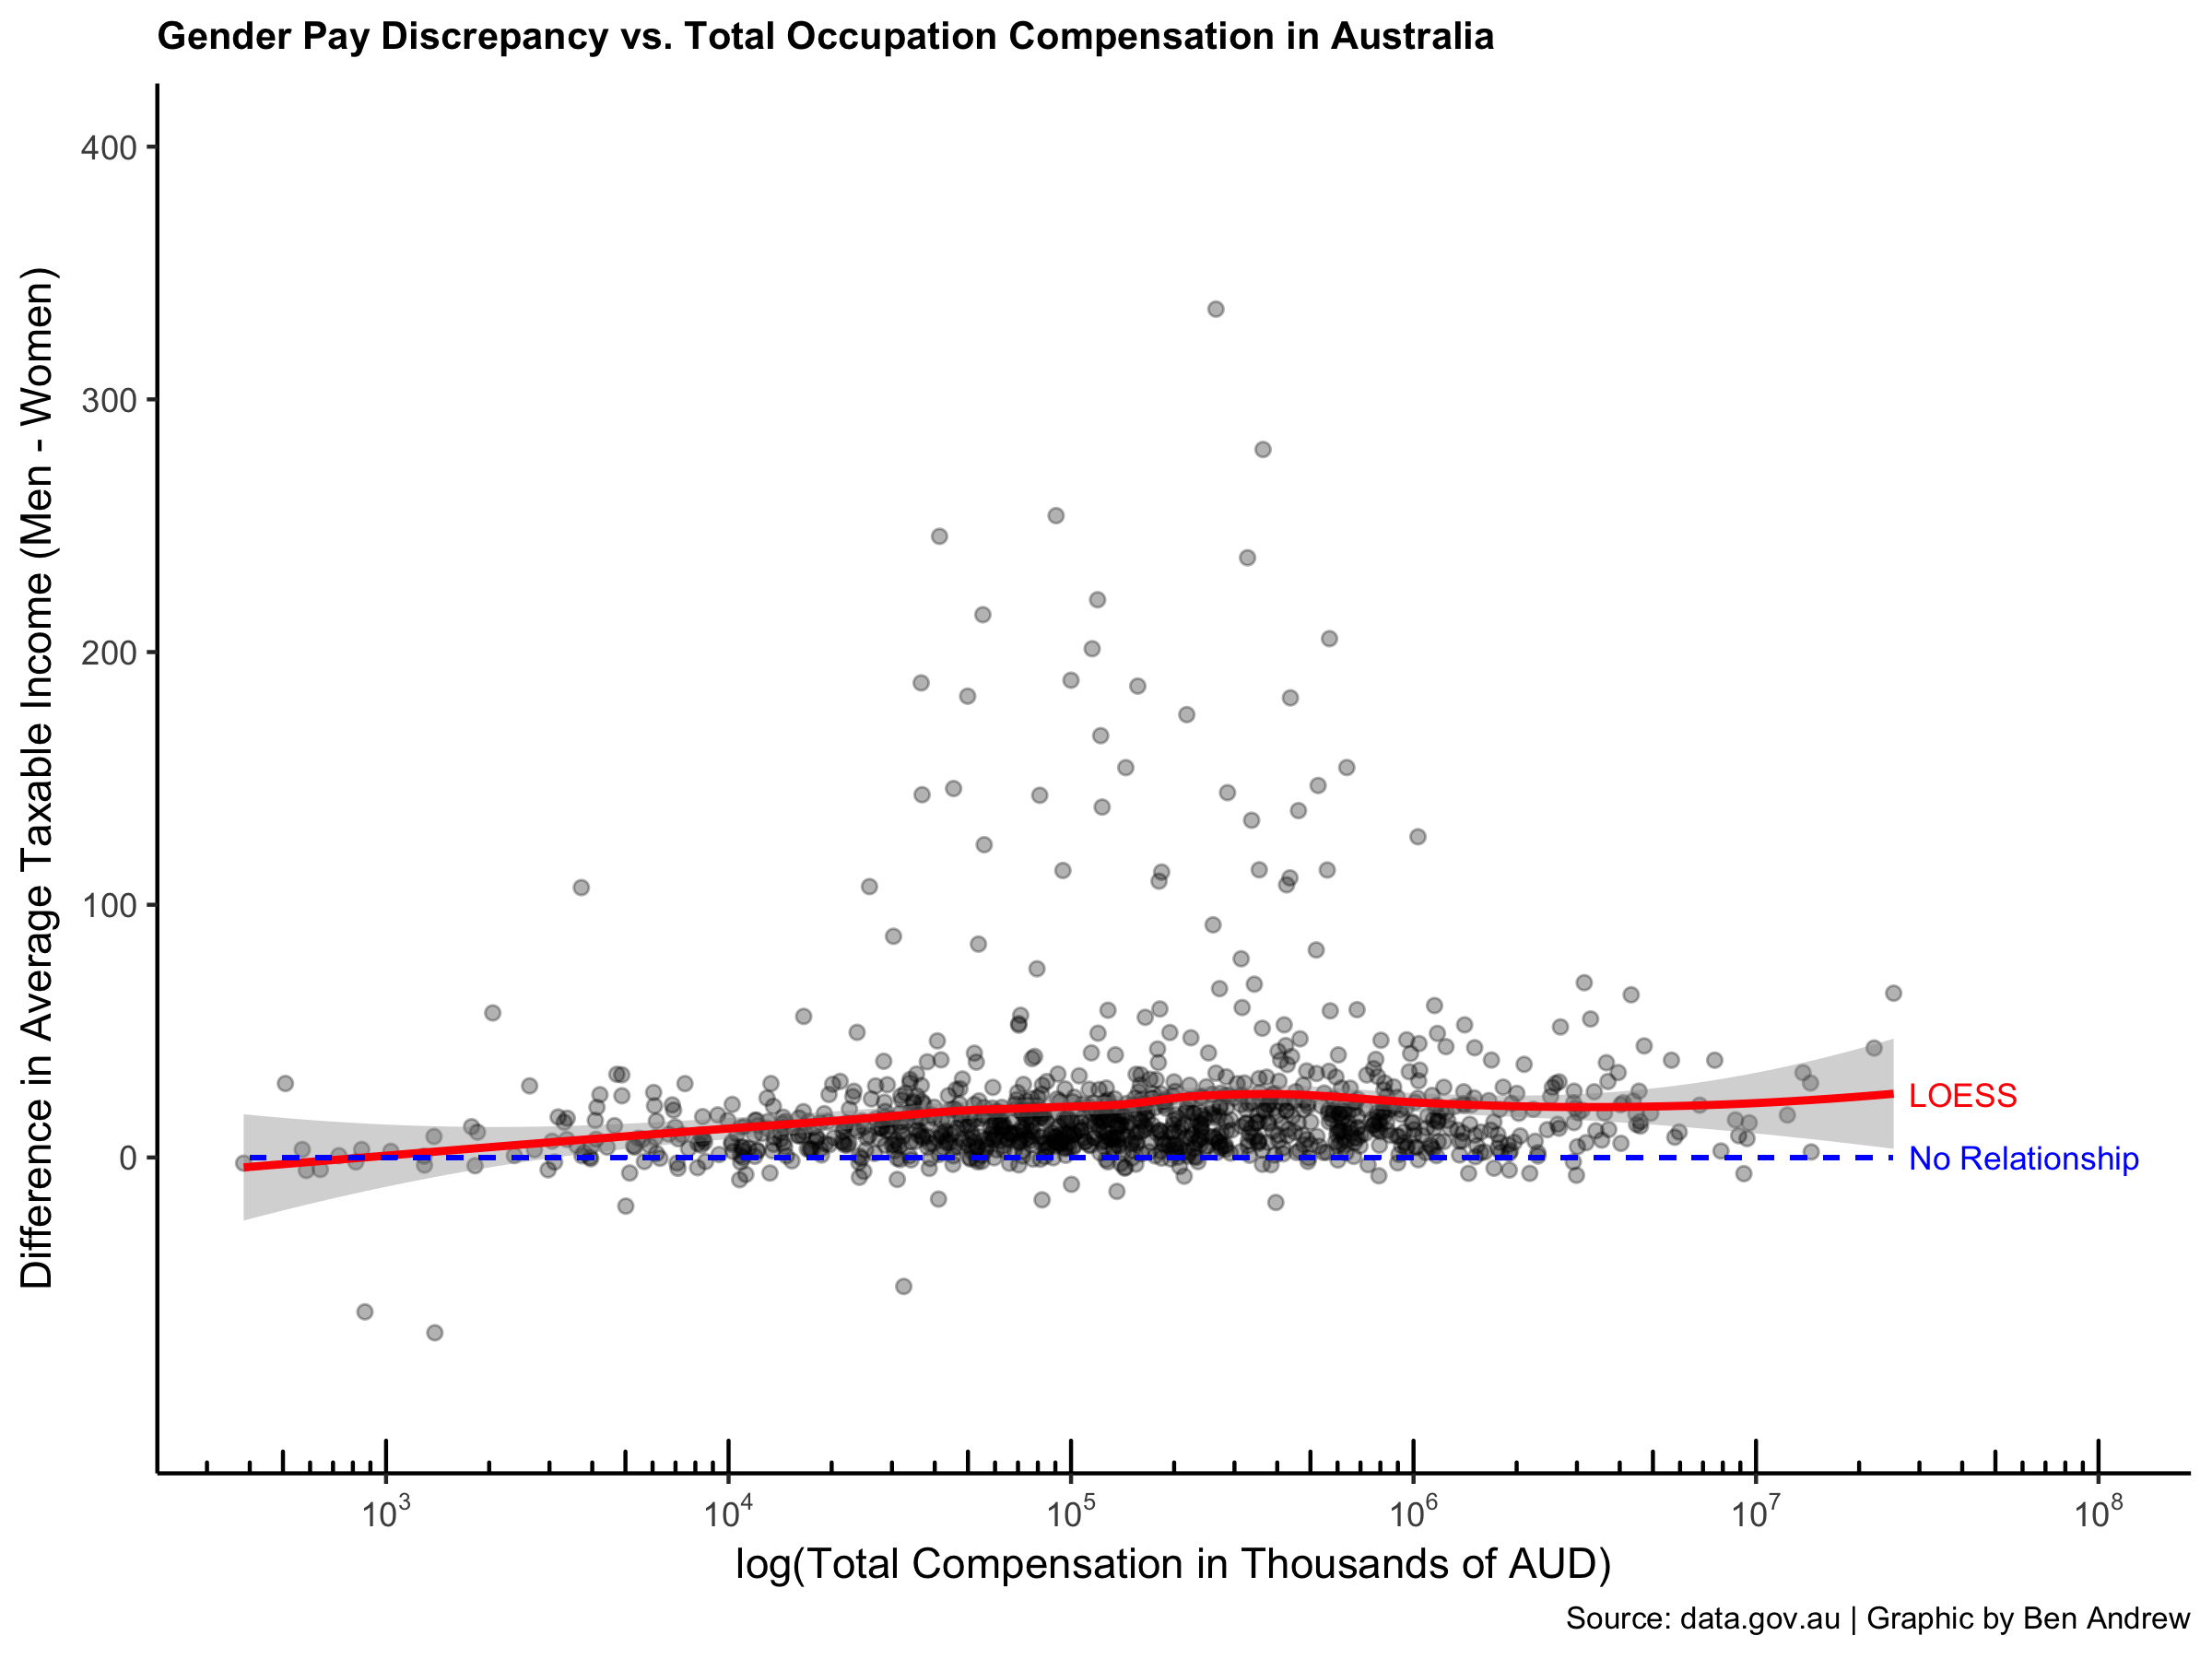 Gender Pay Discrepancy vs. Total Occupation Compensation in Australia
Difference in Average Taxable Income (Men - Women)
400
300
200
100
0
LOESS
No Relationship
10³ 10⁴ 10⁵ 10⁶ 10⁷ 10⁸
log(Total Compensation in Thousands of AUD)
Source: data.gov.au | Graphic by Ben Andrew